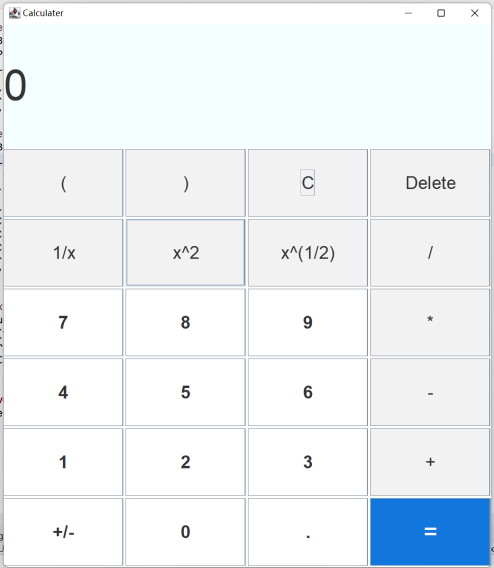 Calculater
0
( ) C Delete
1/x x^2 x^(1/2) /
7 8 9 *
4 5 6 -
1 2 3 +
+/- 0 . =